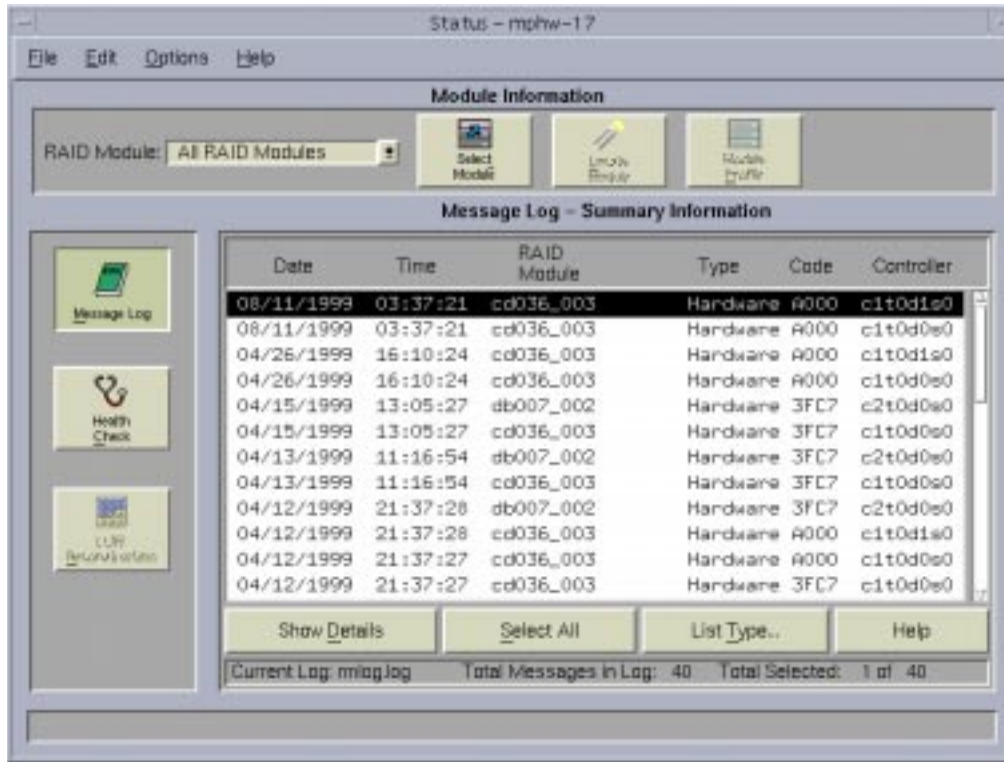 Status – mphw-17
File Edit Options Help
Module Information
RAID Module: All RAID Modules
Select
Module
Locate
Module
Module
Profile
Message Log – Summary Information
Message Log
Health
Check
Date Time RAID Module Type Code Controller
08/11/1999 03:37:21 cd036_003 Hardware A000 c1t0d1s0
08/11/1999 03:37:21 cd036_003 Hardware A000 c1t0d0s0
04/26/1999 16:10:24 cd036_003 Hardware A000 c1t0d1s0
04/26/1999 16:10:24 cd036_003 Hardware A000 c1t0d0s0
04/15/1999 13:05:27 db007_002 Hardware 3FC7 c2t0d0s0
04/15/1999 13:05:27 cd036_003 Hardware 3FC7 c1t0d0s0
04/13/1999 11:16:54 db007_002 Hardware 3FC7 c2t0d0s0
04/13/1999 11:16:54 cd036_003 Hardware 3FC7 c1t0d0s0
04/12/1999 21:37:28 db007_002 Hardware 3FC7 c2t0d0s0
04/12/1999 21:37:28 cd036_003 Hardware A000 c1t0d1s0
04/12/1999 21:37:27 cd036_003 Hardware A000 c1t0d0s0
04/12/1999 21:37:27 cd036_003 Hardware 3FC7 c1t0d0s0
Show Details Select All List Type... Help
Current Log: rmlog.log Total Messages in Log: 40 Total Selected: 1 of 40